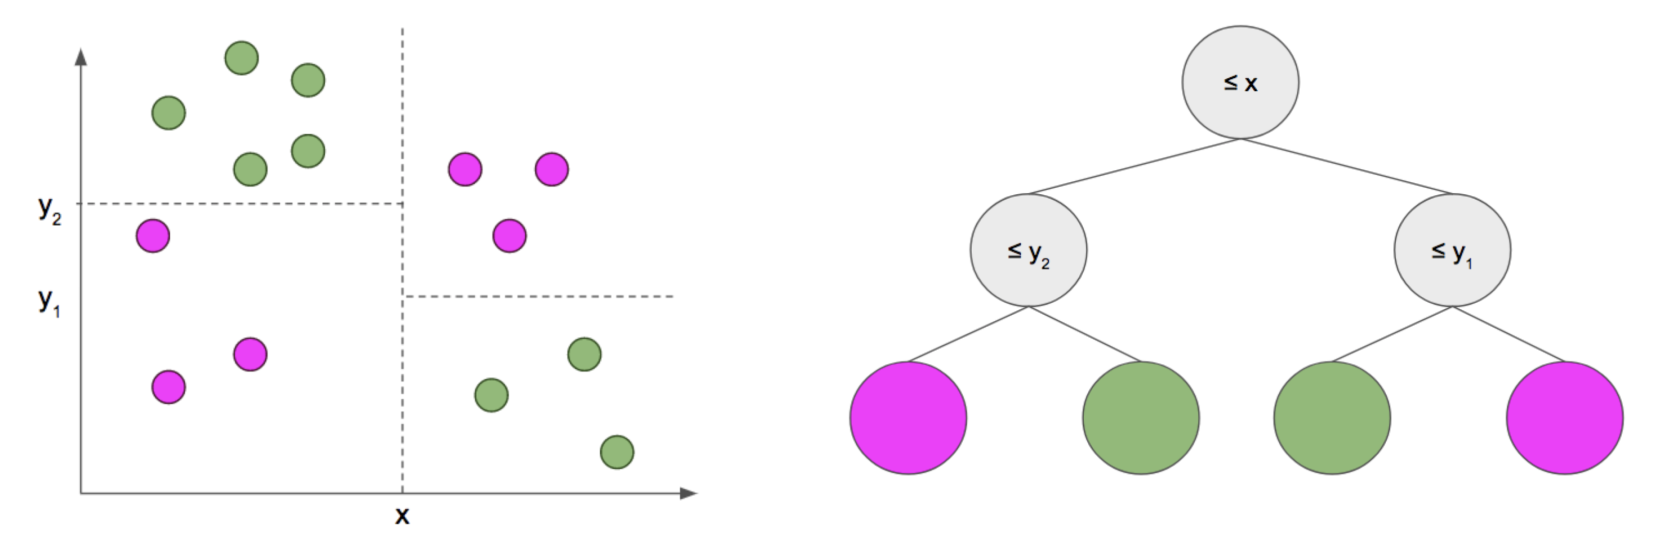 y₂
y₁
x
≤ x
≤ y₂
≤ y₁